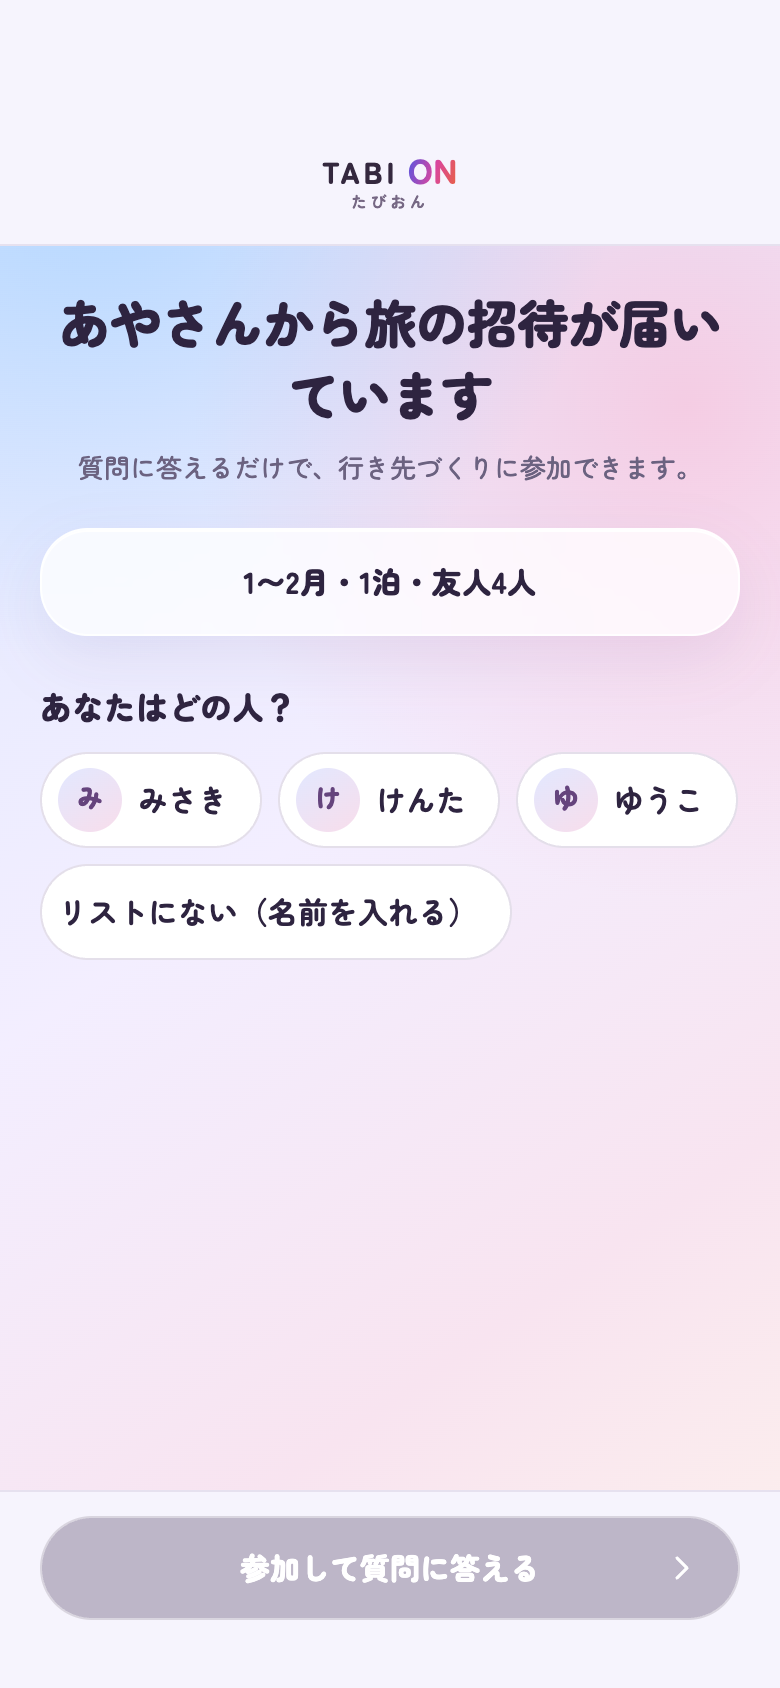 TABI ON
たびおん
あやさんから旅の招待が届い
ています
質問に答えるだけで、行き先づくりに参加できます。
1〜2月・1泊・友人4人
あなたはどの人？
み みさき
け けんた
ゆ ゆうこ
リストにない（名前を入れる）
参加して質問に答える